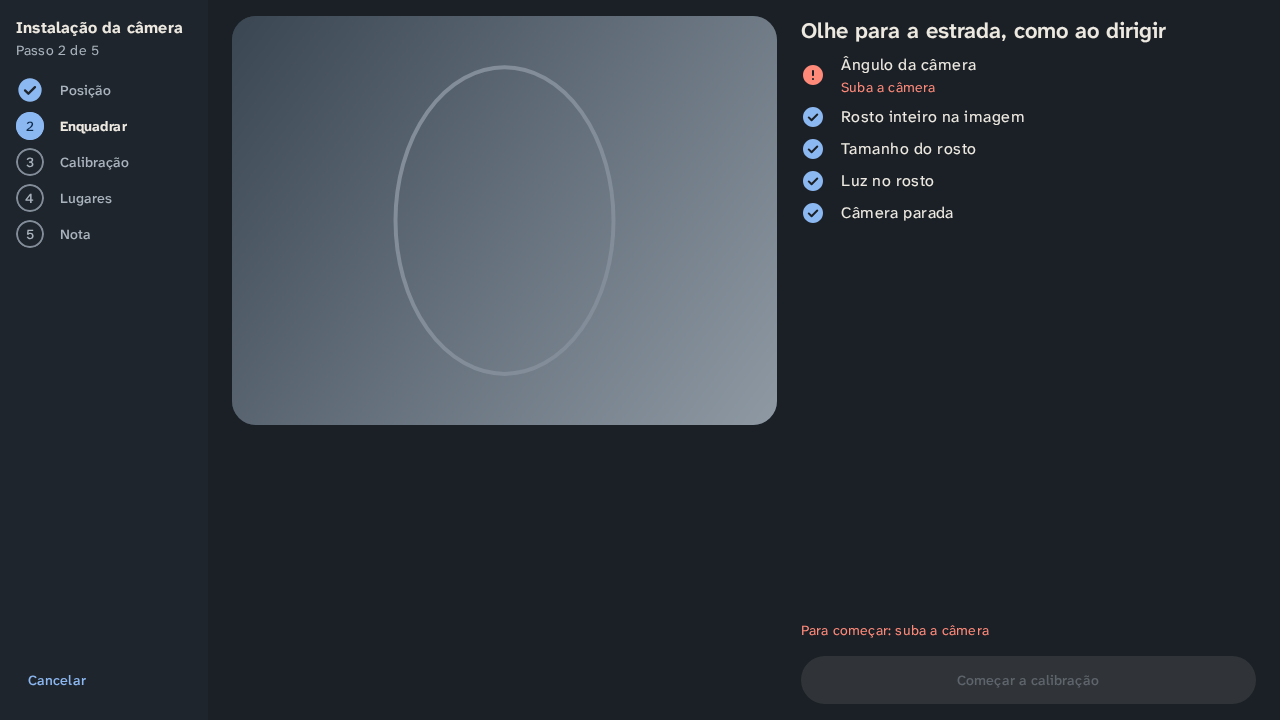 Instalação da câmera
Passo 2 de 5
Posição
2 Enquadrar
3 Calibração
4 Lugares
5 Nota
Cancelar
Olhe para a estrada, como ao dirigir
Ângulo da câmera
Suba a câmera
Rosto inteiro na imagem
Tamanho do rosto
Luz no rosto
Câmera parada
Para começar: suba a câmera
Começar a calibração